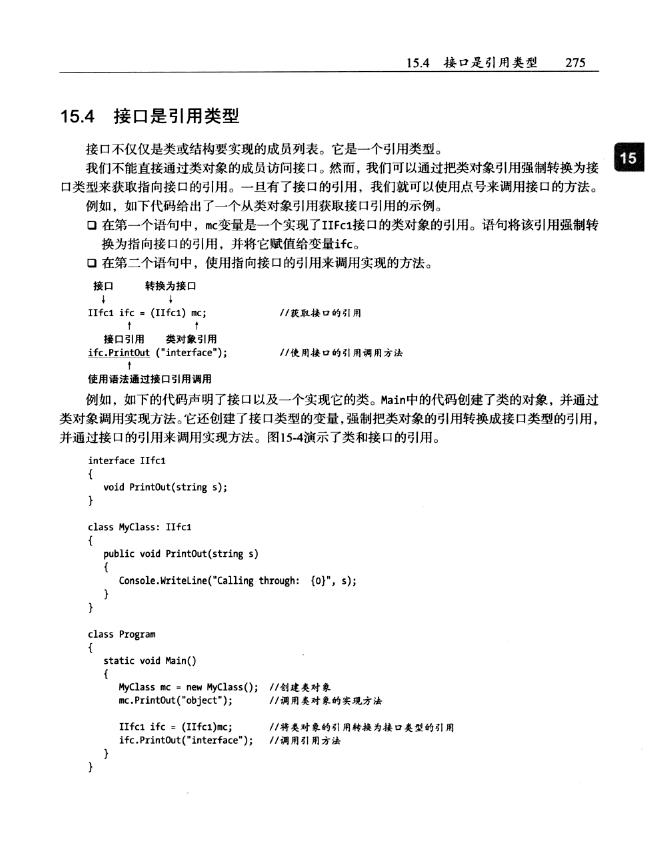 15.4 接口是引用类型 275
15.4 接口是引用类型
接口不仅仅是类或结构要实现的成员列表。它是一个引用类型。
我们不能直接通过类对象的成员访问接口。然而，我们可以通过把类对象引用强制转换为接
口类型来获取指向接口的引用。一旦有了接口的引用，我们就可以使用点号来调用接口的方法。
15
例如，如下代码给出了一个从类对象引用获取接口引用的示例。
❑ 在第一个语句中，mc变量是一个实现了IIFc1接口的类对象的引用。语句将该引用强制转
换为指向接口的引用，并将它赋值给变量ifc。
❑ 在第二个语句中，使用指向接口的引用来调用实现的方法。
接口 转换为接口
↓ ↓
IIfc1 ifc = (IIfc1) mc; //获取接口的引用
↑ ↑
接口引用 类对象引用
ifc.PrintOut ("interface"); //使用接口的引用调用方法
↑
使用语法通过接口引用调用
例如，如下的代码声明了接口以及一个实现它的类。Main中的代码创建了类的对象，并通过
类对象调用实现方法。它还创建了接口类型的变量，强制把类对象的引用转换成接口类型的引用，
并通过接口的引用来调用实现方法。图15-4演示了类和接口的引用。
interface IIfc1
{
void PrintOut(string s);
}
class MyClass: IIfc1
{
public void PrintOut(string s)
{
Console.WriteLine("Calling through: {0}", s);
}
}
class Program
{
static void Main()
{
MyClass mc = new MyClass(); //创建类对象
mc.PrintOut("object"); //调用类对象的实现方法
IIfc1 ifc = (IIfc1)mc; //将类对象的引用转换为接口类型的引用
ifc.PrintOut("interface"); //调用引用方法
}
}